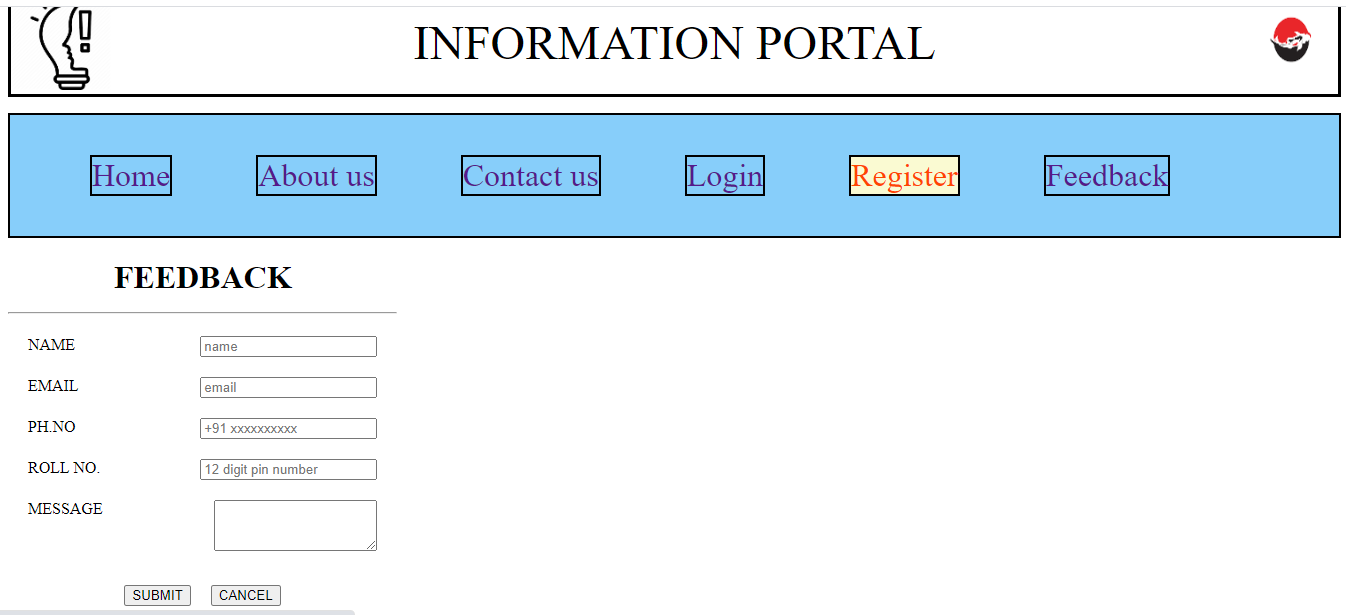 INFORMATION PORTAL
Home About us Contact us Login Register Feedback
FEEDBACK
NAME name
EMAIL email
PH.NO +91 xxxxxxxxxx
ROLL NO. 12 digit pin number
MESSAGE
SUBMIT CANCEL